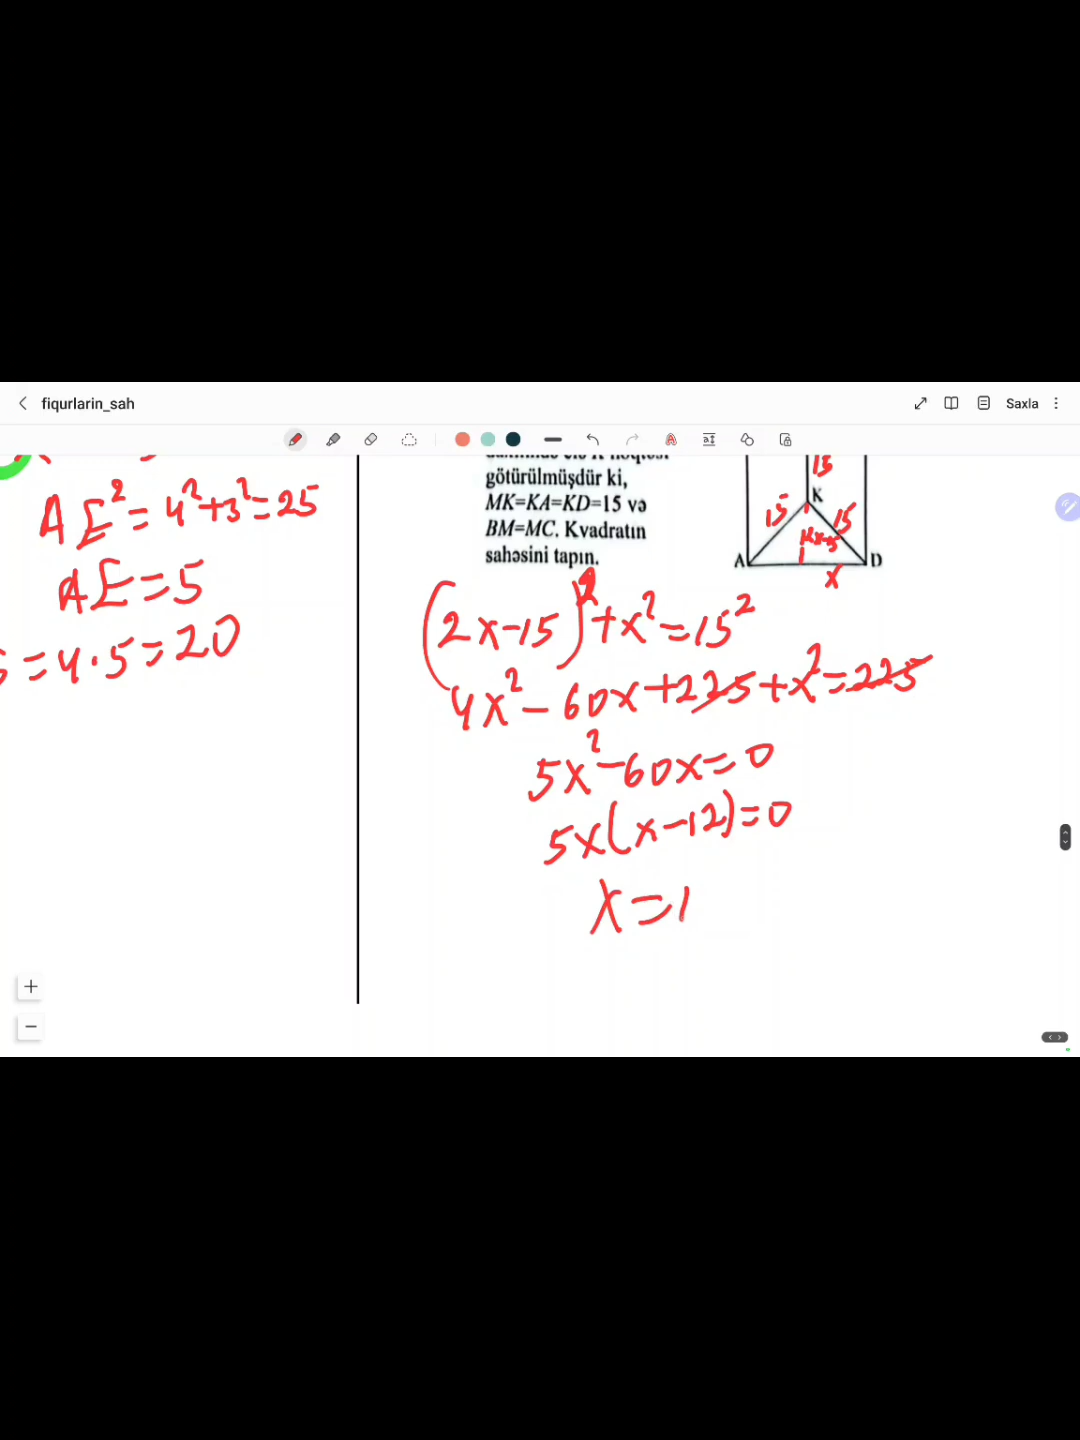 fiqurlarin_sah
Saxla
AE²=4²+3²=25
AE=5
=4·5=20
götürülmüşdür ki,
MK=KA=KD=15 və
BM=MC. Kvadratın
sahəsini tapın.
15
K
15
15
A
D
x
(2x-15)²+x²=15²
4x²-60x+225+x²=225
5x²-60x=0
5x(x-12)=0
x=1